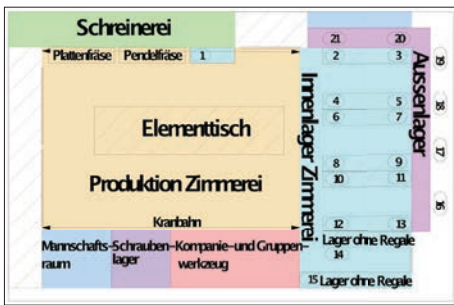 Schreinerei
Plattenfräse Pendelfräse 1
21 20
2 3
19
4 5
18
6 7
Elementtisch
17
8 9
Produktion Zimmerei
10 11
16
Kranbahn
12 13
Innenlager Zimmerei
Aussenlager
Lager ohne Regale
14
15 Lager ohne Regale
Mannschafts-
raum
Schrauben-
lager
Kompanie-und Gruppen-
werkzeug